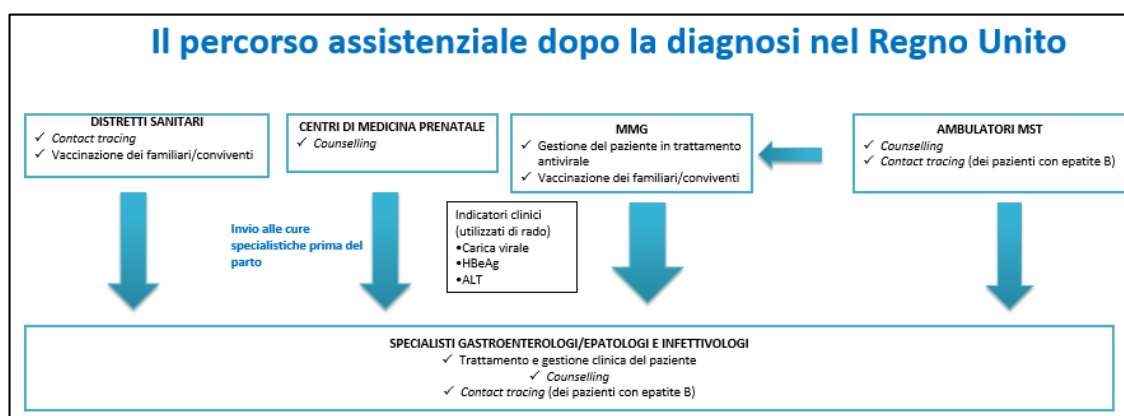 Il percorso assistenziale dopo la diagnosi nel Regno Unito
DISTRETTI SANITARI
✓ Contact tracing
✓ Vaccinazione dei familiari/conviventi
CENTRI DI MEDICINA PRENATALE
✓ Counselling
MMG
✓ Gestione del paziente in trattamento
antivirale
✓ Vaccinazione dei familiari/conviventi
AMBULATORI MST
✓ Counselling
✓ Contact tracing (dei pazienti con epatite B)
Invio alle cure
specialistiche prima del
parto
Indicatori clinici
(utilizzati di rado)
•Carica virale
•HBeAg
•ALT
SPECIALISTI GASTROENTEROLOGI/EPATOLOGI E INFETTIVOLOGI
✓ Trattamento e gestione clinica del paziente
✓ Counselling
✓ Contact tracing (dei pazienti con epatite B)